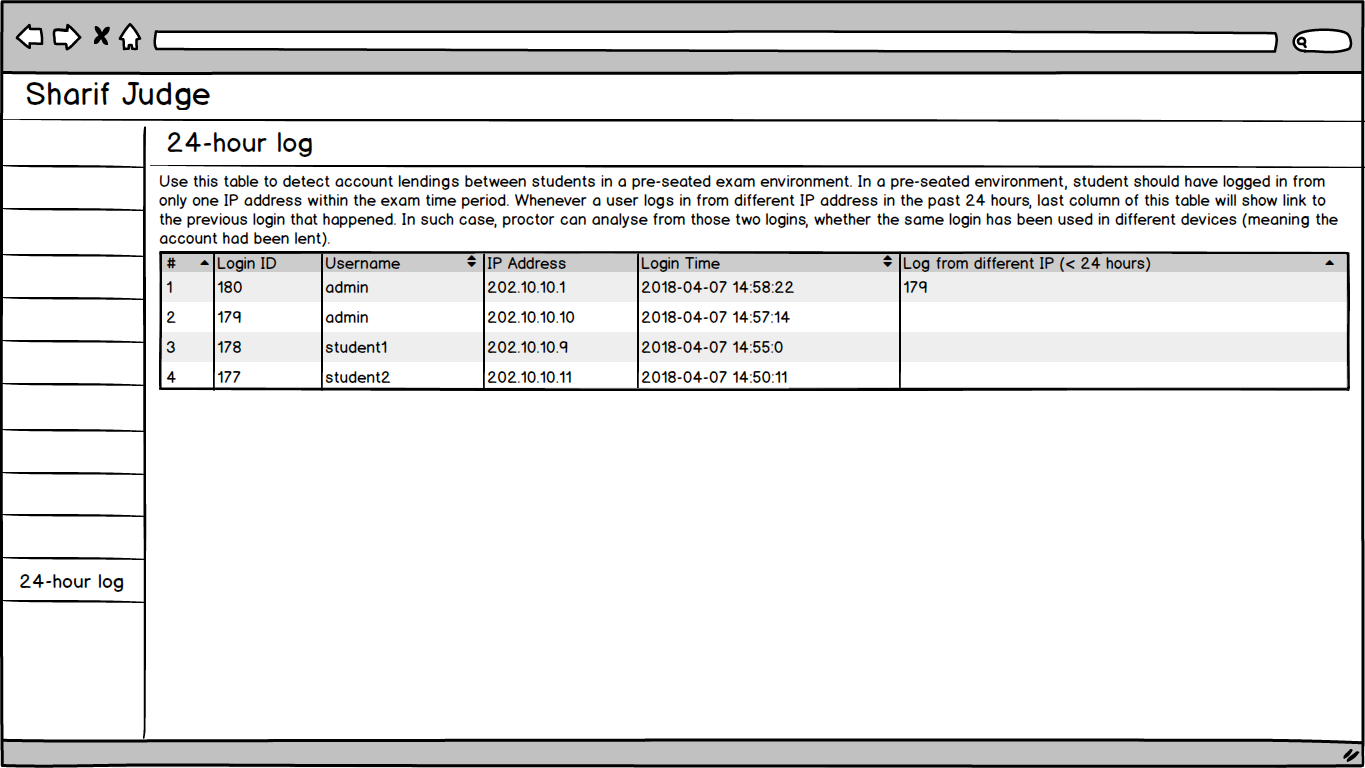 Sharif Judge
24-hour log
Use this table to detect account lendings between students in a pre-seated exam environment. In a pre-seated environment, student should have logged in from
only one IP address within the exam time period. Whenever a user logs in from different IP address in the past 24 hours, last column of this table will show link to
the previous login that happened. In such case, proctor can analyse from those two logins, whether the same login has been used in different devices (meaning the
account had been lent).
# Login ID Username IP Address Login Time Log from different IP (< 24 hours)
1 180 admin 202.10.10.1 2018-04-07 14:58:22 179
2 179 admin 202.10.10.10 2018-04-07 14:57:14
3 178 student1 202.10.10.9 2018-04-07 14:55:0
4 177 student2 202.10.10.11 2018-04-07 14:50:11
24-hour log